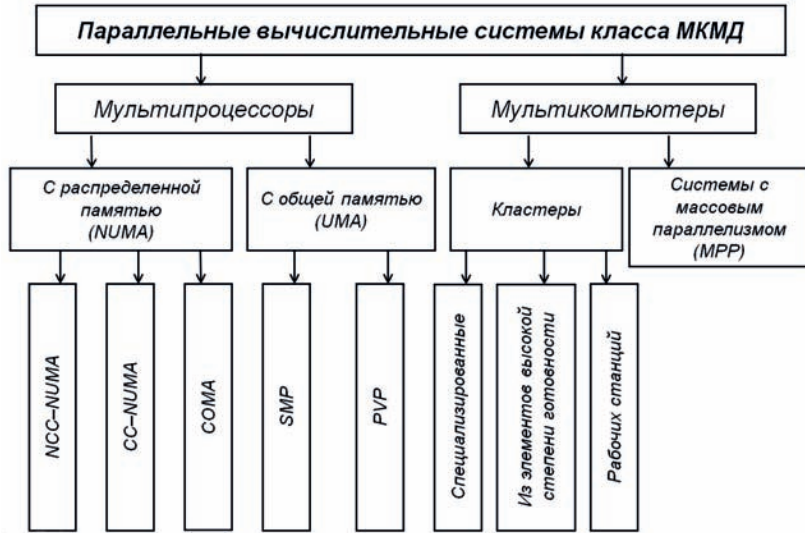 Параллельные вычислительные системы класса МКМД
Мультипроцессоры
Мультикомпьютеры
С распределенной
памятью
(NUMA)
С общей памятью
(UMA)
Кластеры
Системы с
массовым
параллелизмом
(MPP)
NCC–NUMA
CC–NUMA
COMA
SMP
PVP
Специализированные
Из элементов высокой
степени готовности
Рабочих станций